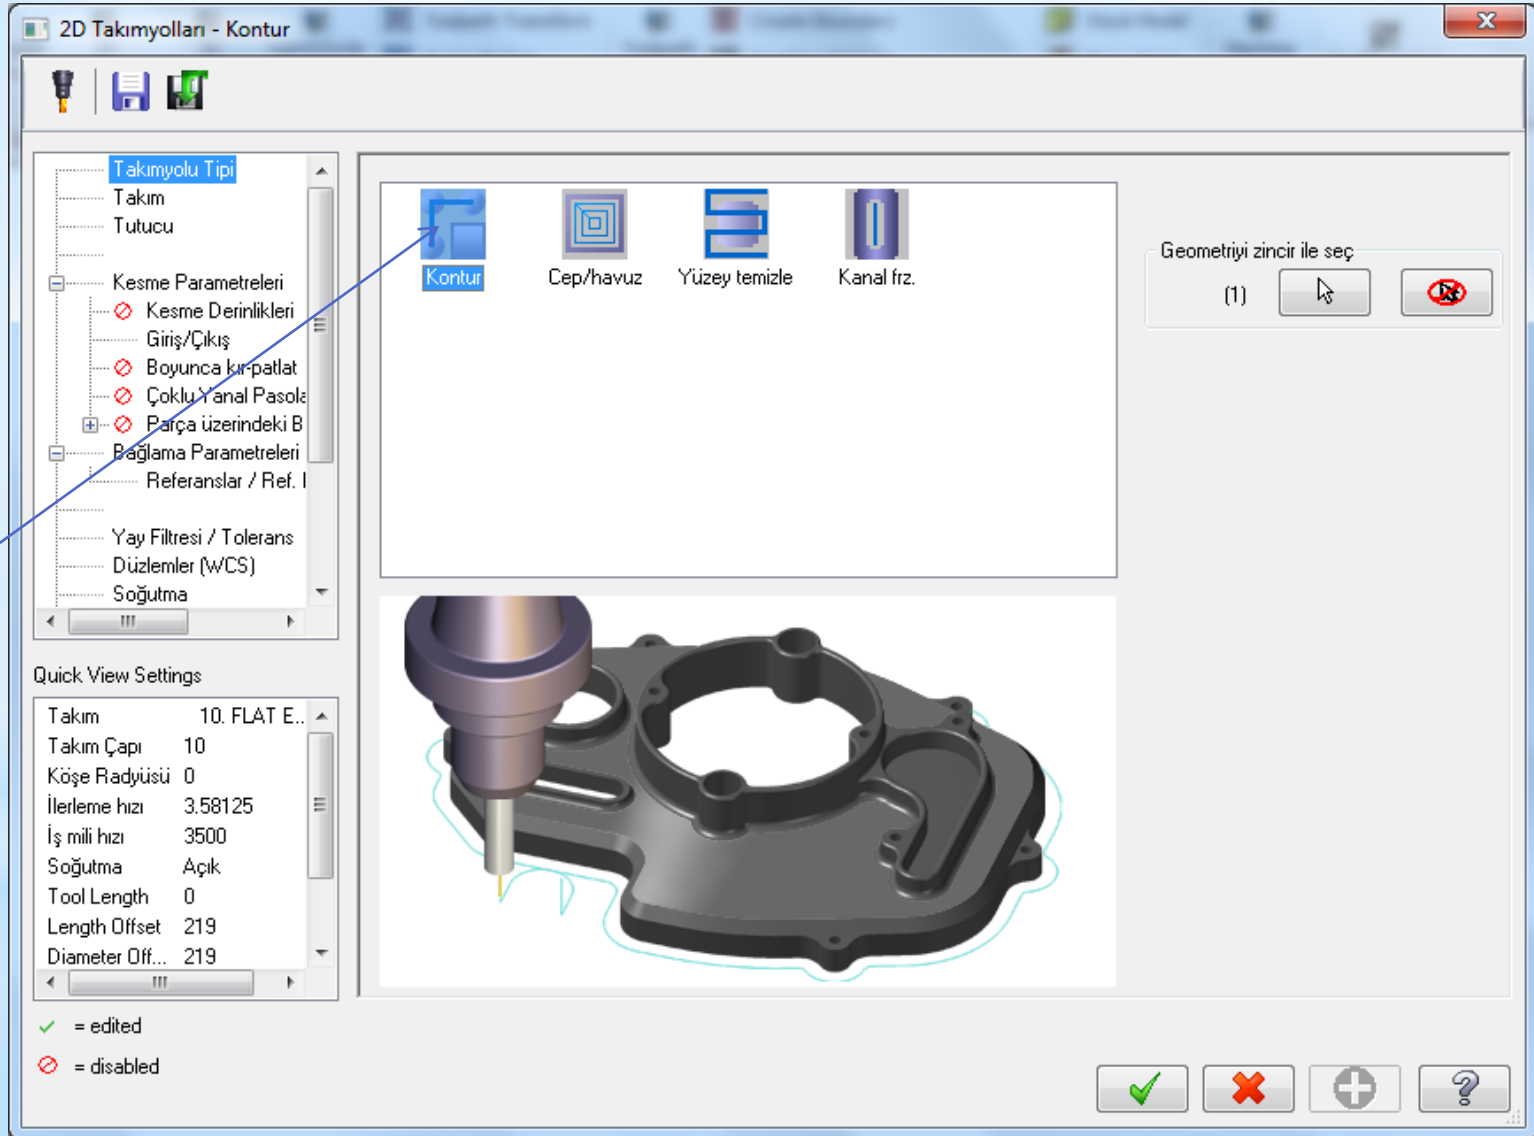 2D Takımyolları - Kontur
Takımyolu Tipi
Takım
Tutucu
Kesme Parametreleri
Kesme Derinlikleri
Giriş/Çıkış
Boyunca kır-patlat
Çoklu Yanal Pasola
Parça üzerindeki B
Bağlama Parametreleri
Referanslar / Ref.
Yay Filtresi / Tolerans
Düzlemler (WCS)
Soğutma
Kontur
Cep/havuz
Yüzey temizle
Kanal frz.
Geometriyi zincir ile seç
(1)
Quick View Settings
Takım 10. FLAT E..
Takım Çapı 10
Köşe Radyüsü 0
İlerleme hızı 3.58125
İş mili hızı 3500
Soğutma Açık
Tool Length 0
Length Offset 219
Diameter Off... 219
= edited
= disabled